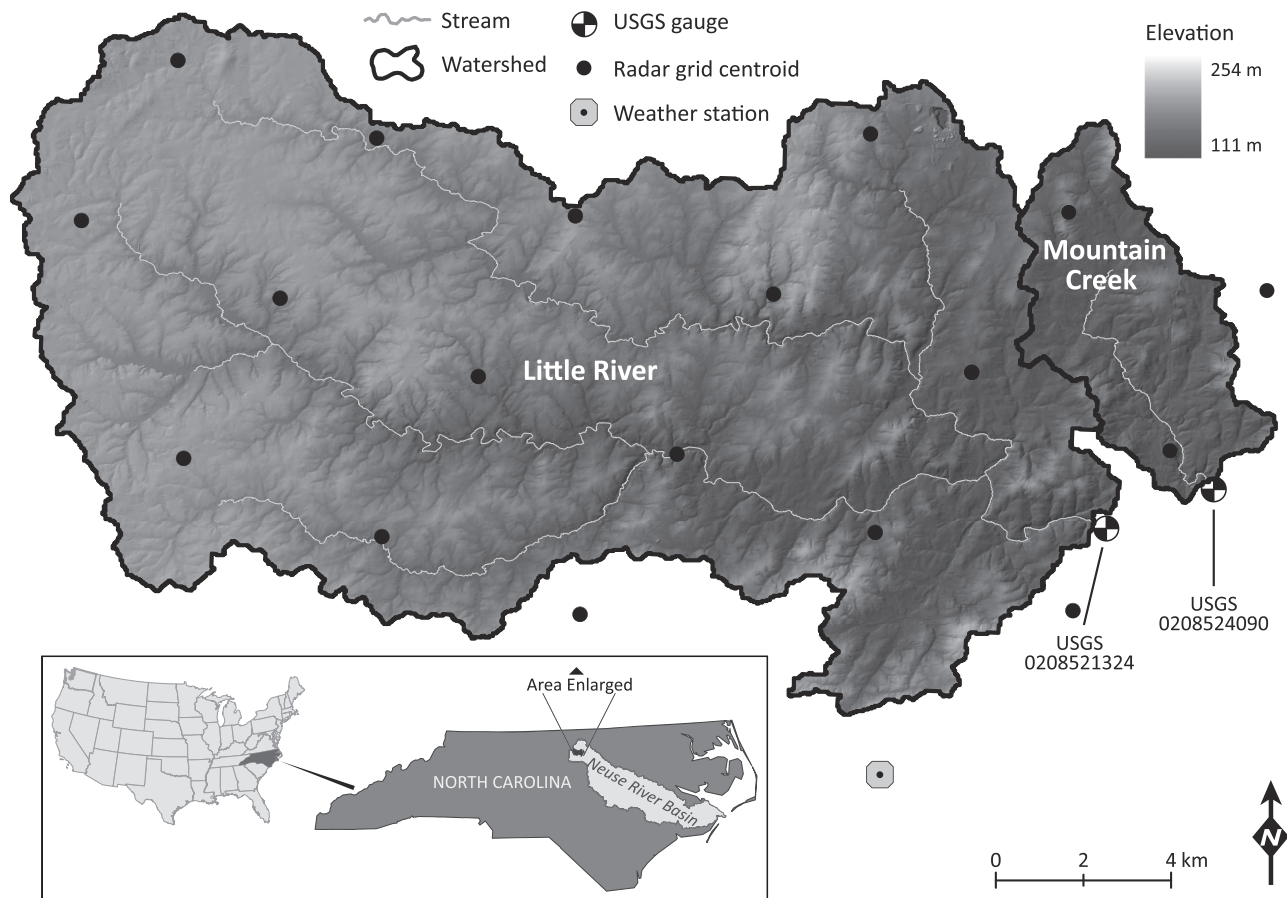 Stream
Watershed
USGS gauge
Radar grid centroid
Weather station
Elevation
254 m
111 m
Mountain
Creek
Little River
USGS
0208524090
USGS
0208521324
Area Enlarged
NORTH CAROLINA
Neuse River Basin
0 2 4 km
N